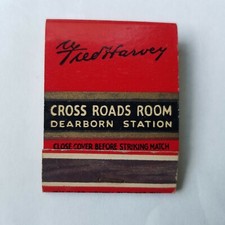 Fred Harvey
CROSS ROADS ROOM
DEARBORN STATION
CLOSE COVER BEFORE STRIKING MATCH